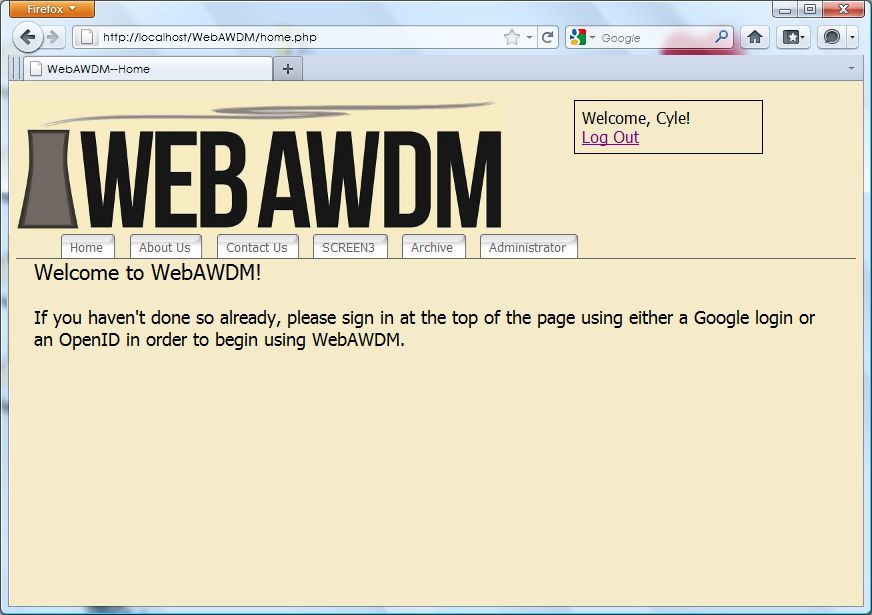 Firefox
http://localhost/WebAWDM/home.php
Google
WebAWDM--Home
WEB AWDM
Welcome, Cyle!
Log Out
Home
About Us
Contact Us
SCREEN3
Archive
Administrator
Welcome to WebAWDM!
If you haven't done so already, please sign in at the top of the page using either a Google login or
an OpenID in order to begin using WebAWDM.